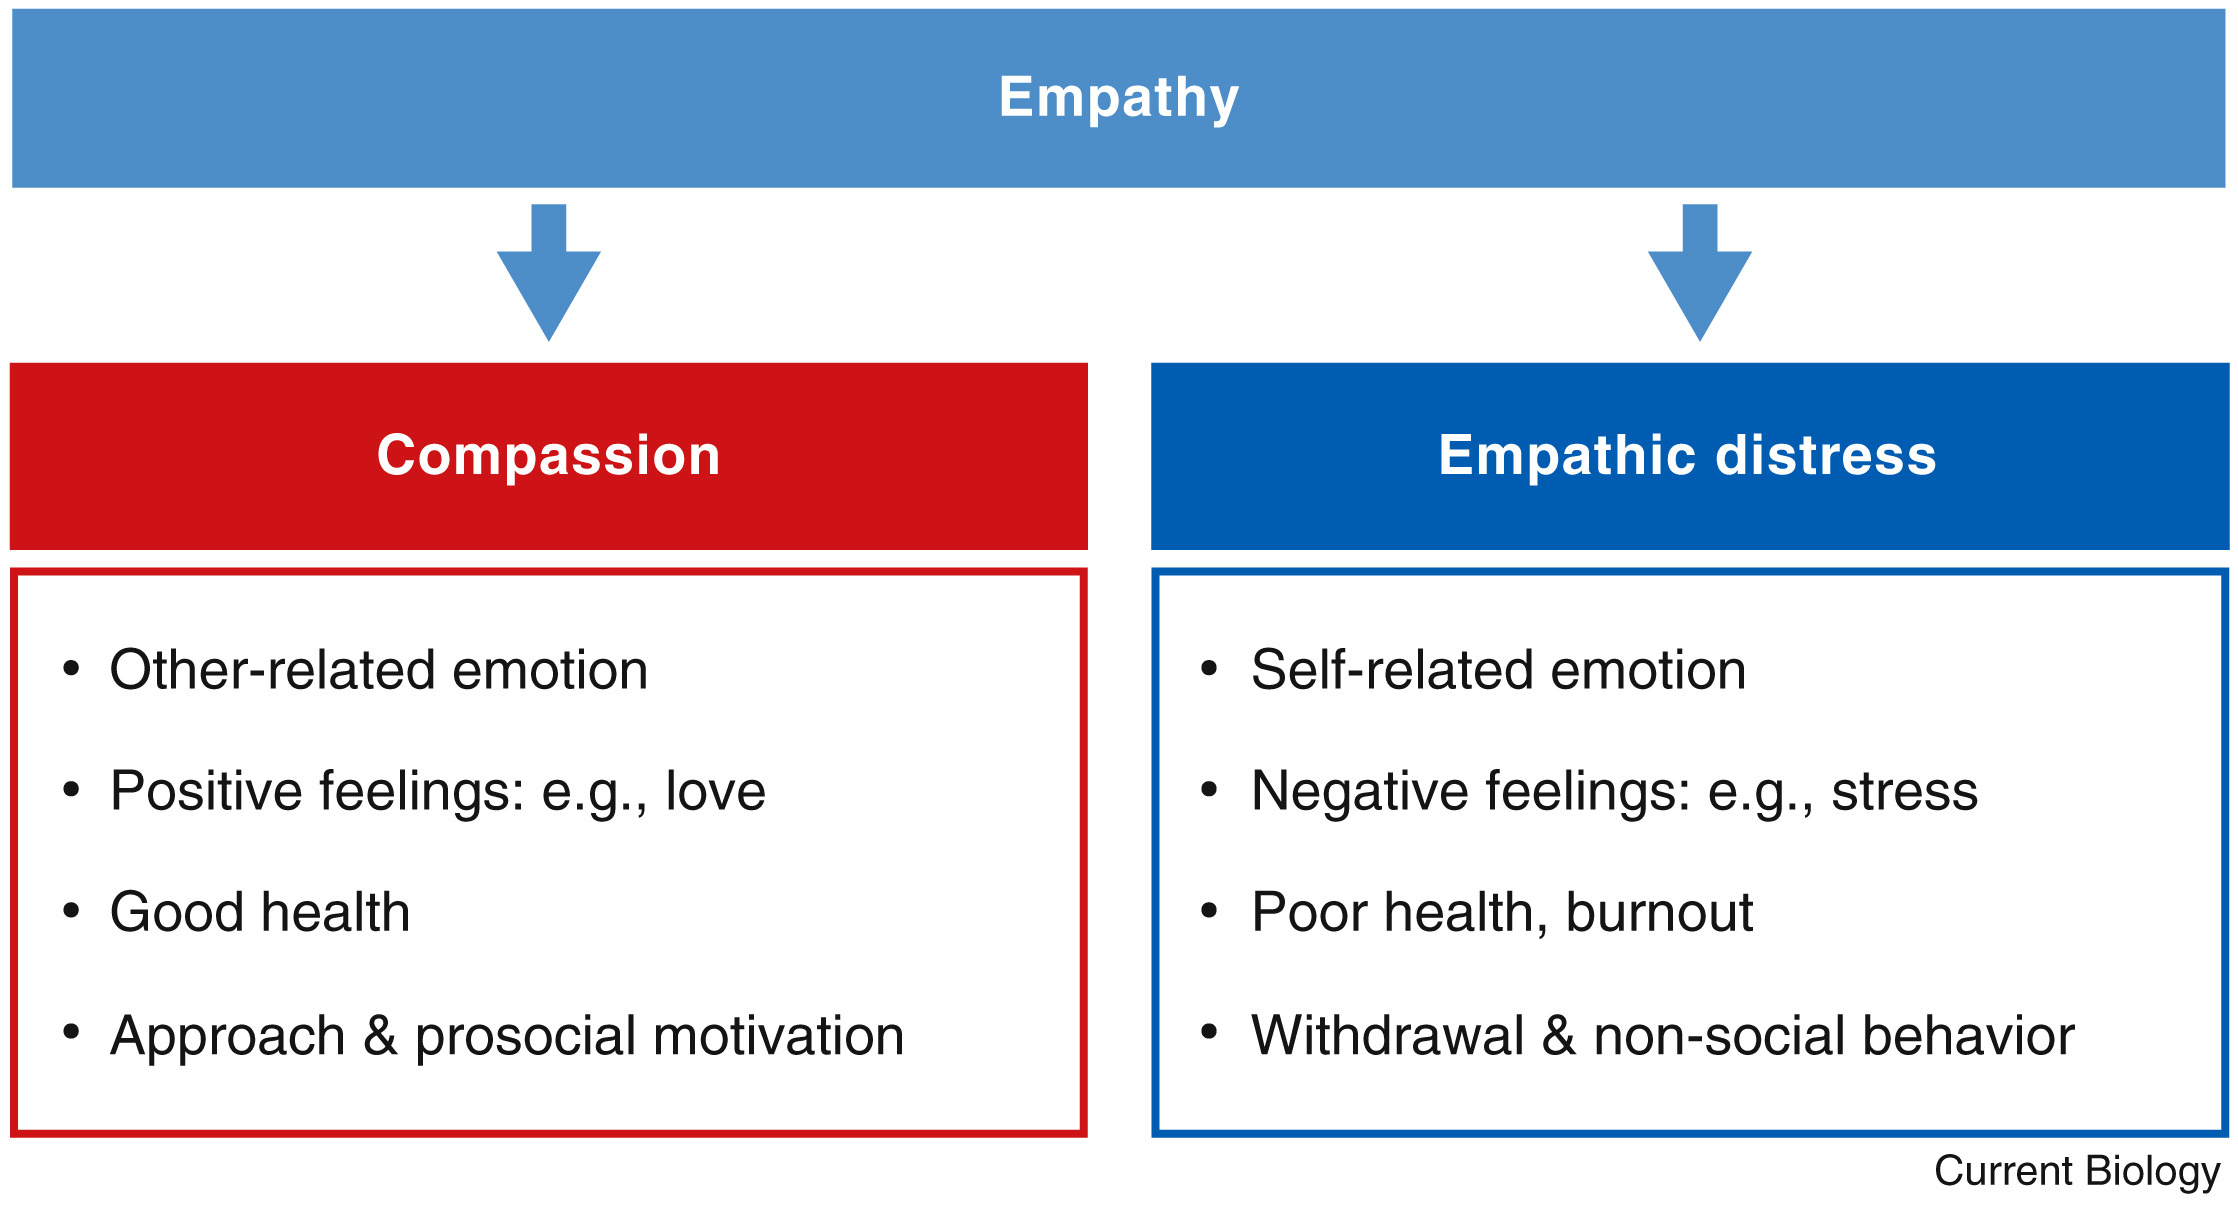 Empathy
Compassion
• Other-related emotion
• Positive feelings: e.g., love
• Good health
• Approach & prosocial motivation
Empathic distress
• Self-related emotion
• Negative feelings: e.g., stress
• Poor health, burnout
• Withdrawal & non-social behavior
Current Biology